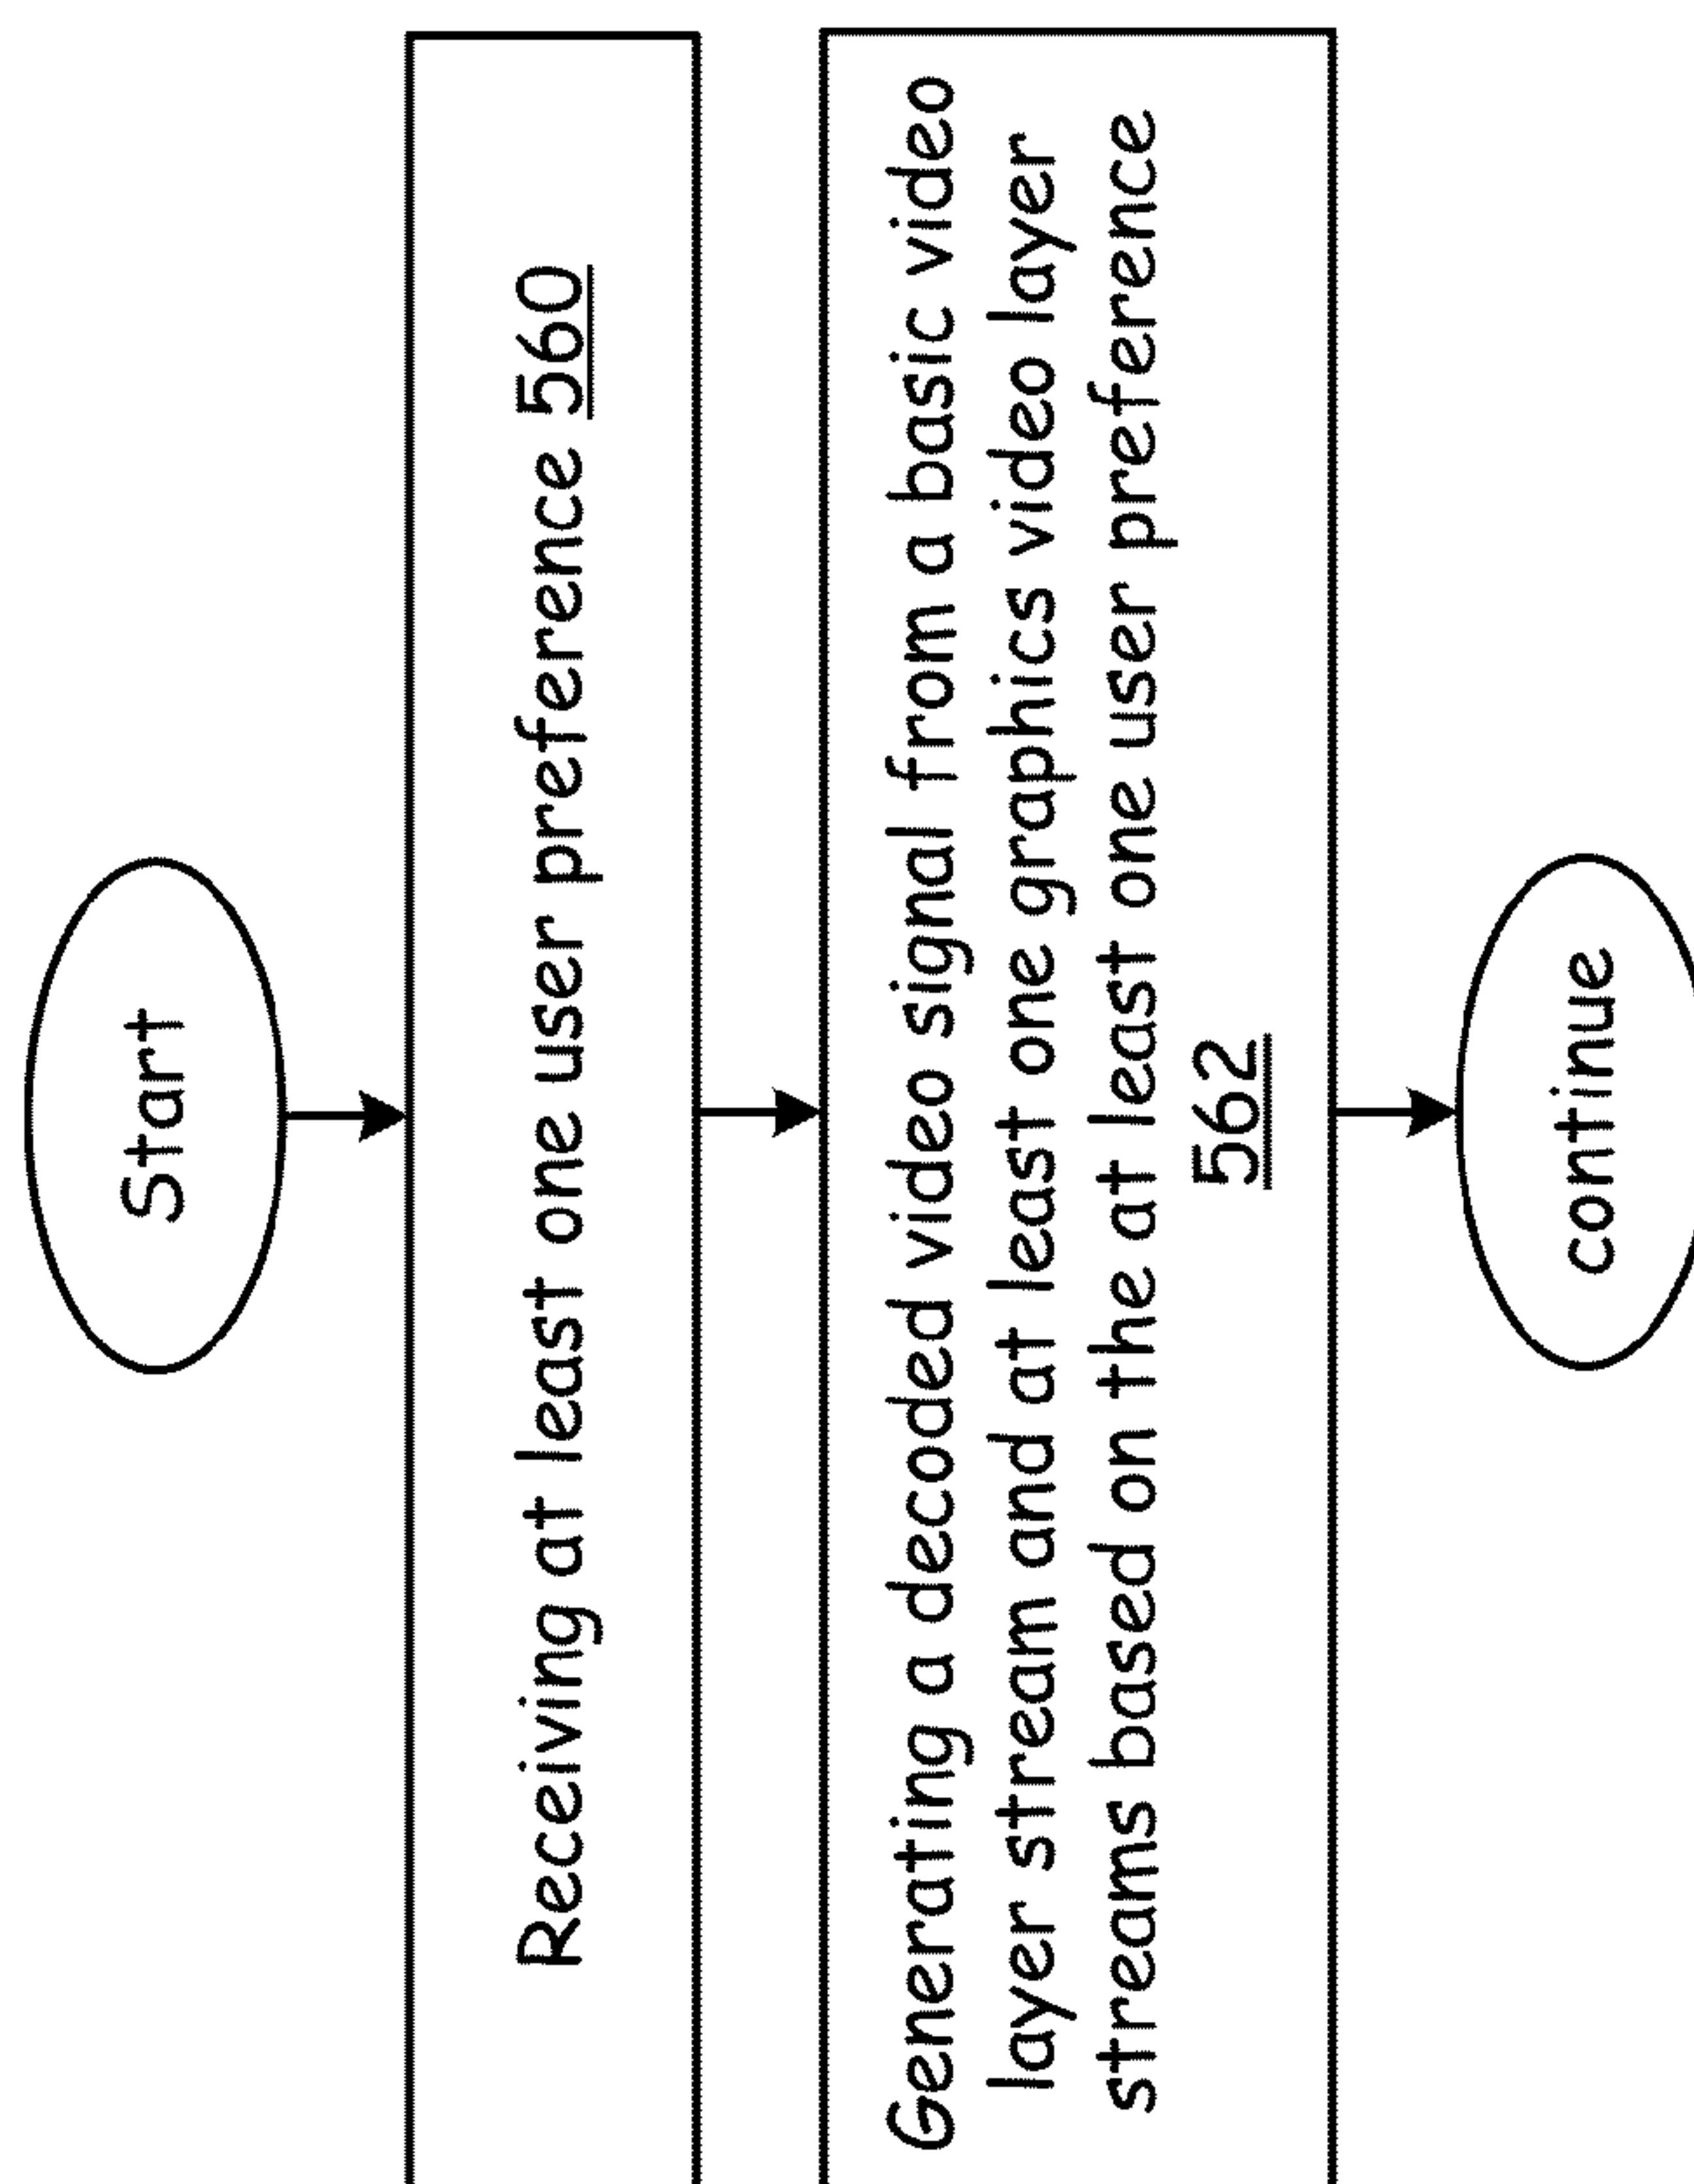 Start
Receiving at least one user preference 560
Generating a decoded video signal from a basic video
layer stream and at least one graphics video layer
streams based on the at least one user preference
562
continue